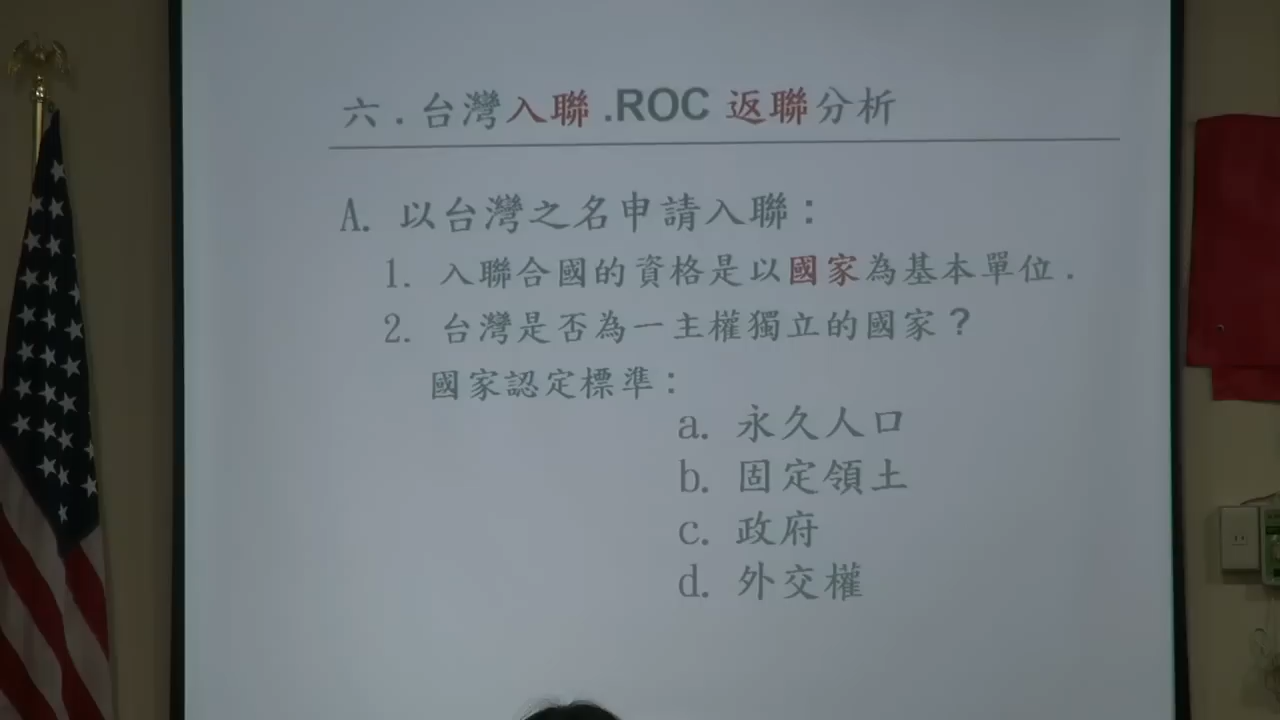 六.台灣入聯.ROC 返聯分析
A. 以台灣之名申請入聯：
1. 入聯合國的資格是以國家為基本單位.
2. 台灣是否為一主權獨立的國家？
國家認定標準：
a. 永久人口
b. 固定領土
c. 政府
d. 外交權